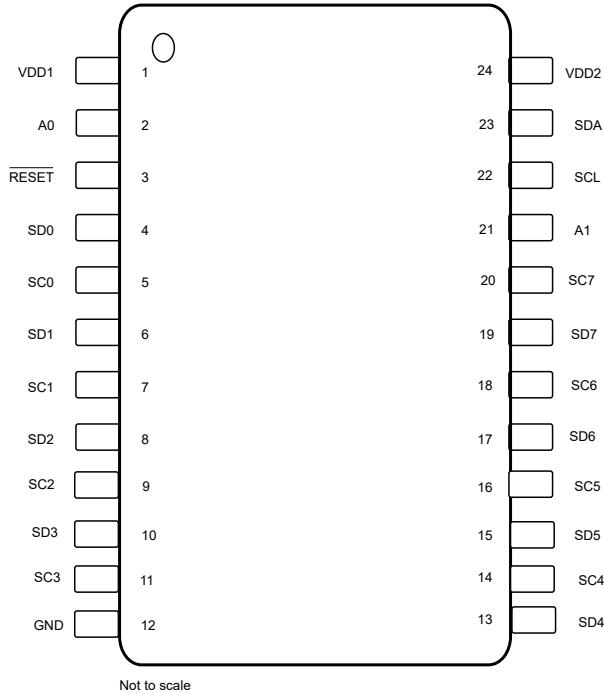 VDD1 1 24 VDD2
A0 2 23 SDA
RESET 3 22 SCL
SD0 4 21 A1
SC0 5 20 SC7
SD1 6 19 SD7
SC1 7 18 SC6
SD2 8 17 SD6
SC2 9 16 SC5
SD3 10 15 SD5
SC3 11 14 SC4
GND 12 13 SD4
Not to scale